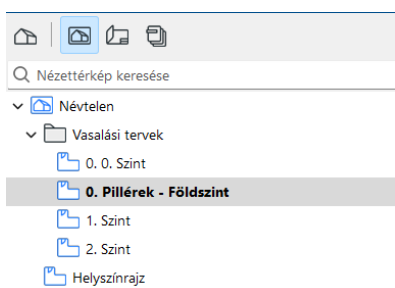 Nézettérkép keresése
Névtelen
Vasalási tervek
0. 0. Szint
0. Pillérek - Földszint
1. Szint
2. Szint
Helyszínrajz